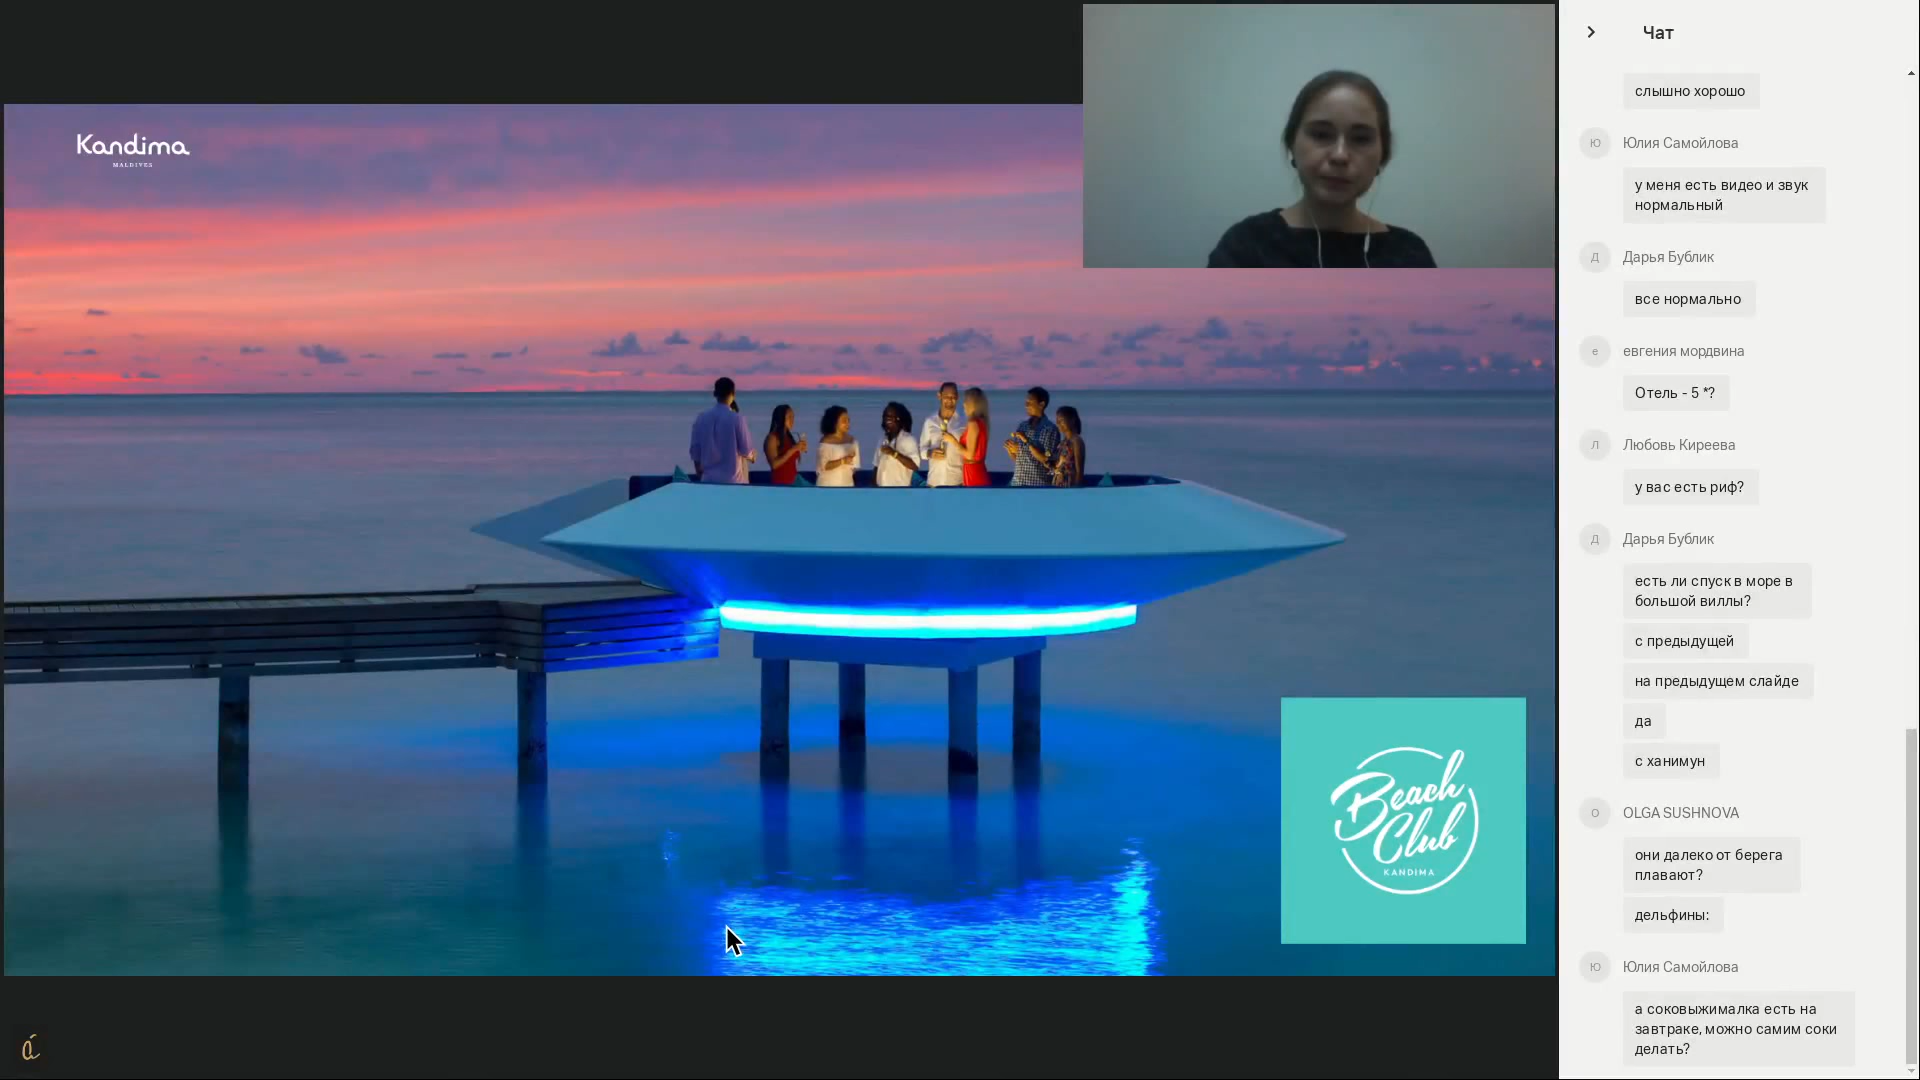 Kandima
MALDIVES
Beach
Club
KANDIMA
á
Чат
слышно хорошо
Ю
Юлия Самойлова
у меня есть видео и звук
нормальный
Д
Дарья Бублик
все нормально
е
евгения мордвина
Отель - 5 *?
Л
Любовь Киреева
у вас есть риф?
Д
Дарья Бублик
есть ли спуск в море в
большой виллы?
с предыдущей
на предыдущем слайде
да
с ханимун
O
OLGA SUSHNOVA
они далеко от берега
плавают?
дельфины:
Ю
Юлия Самойлова
а соковыжималка есть на
завтраке, можно самим соки
делать?